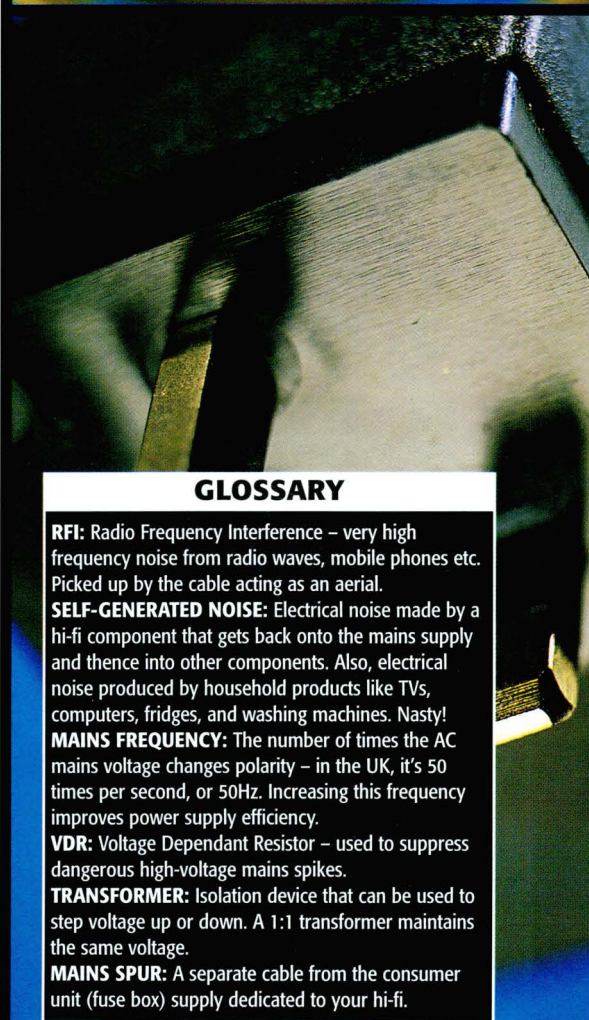 GLOSSARY
RFI: Radio Frequency Interference – very high
frequency noise from radio waves, mobile phones etc.
Picked up by the cable acting as an aerial.
SELF-GENERATED NOISE: Electrical noise made by a
hi-fi component that gets back onto the mains supply
and thence into other components. Also, electrical
noise produced by household products like TVs,
computers, fridges, and washing machines. Nasty!
MAINS FREQUENCY: The number of times the AC
mains voltage changes polarity – in the UK, it's 50
times per second, or 50Hz. Increasing this frequency
improves power supply efficiency.
VDR: Voltage Dependant Resistor – used to suppress
dangerous high-voltage mains spikes.
TRANSFORMER: Isolation device that can be used to
step voltage up or down. A 1:1 transformer maintains
the same voltage.
MAINS SPUR: A separate cable from the consumer
unit (fuse box) supply dedicated to your hi-fi.